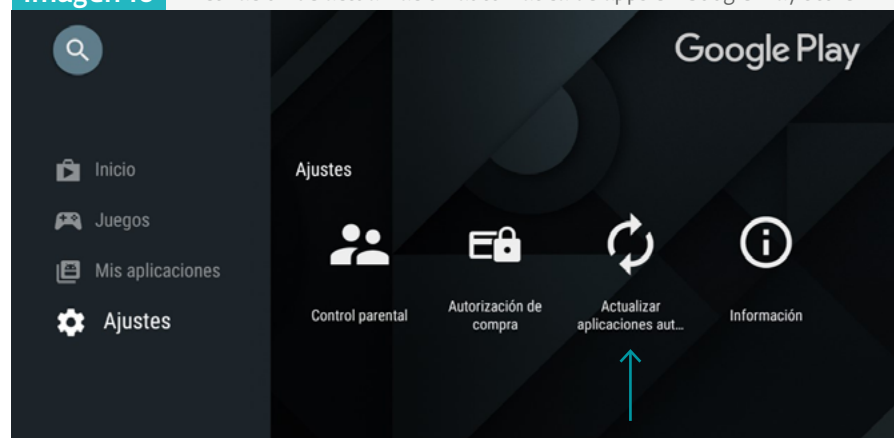 Google Play
Inicio
Juegos
Mis aplicaciones
Ajustes
Ajustes
Control parental
Autorización de
compra
Actualizar
aplicaciones aut...
Información